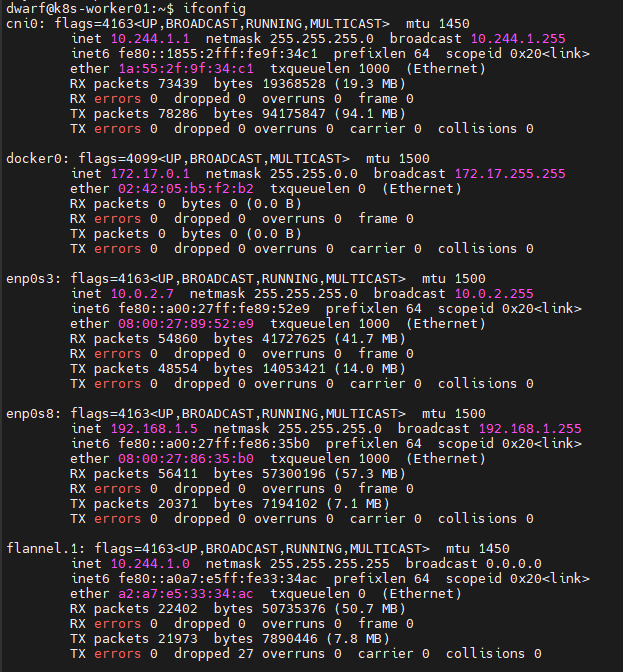 dwarf@k8s-worker01:~$ ifconfig
cni0: flags=4163<UP,BROADCAST,RUNNING,MULTICAST>  mtu 1450
        inet 10.244.1.1  netmask 255.255.255.0  broadcast 10.244.1.255
        inet6 fe80::1855:2fff:fe9f:34c1  prefixlen 64  scopeid 0x20<link>
        ether 1a:55:2f:9f:34:c1  txqueuelen 1000  (Ethernet)
        RX packets 73439  bytes 19368528 (19.3 MB)
        RX errors 0  dropped 0  overruns 0  frame 0
        TX packets 78286  bytes 94175847 (94.1 MB)
        TX errors 0  dropped 0 overruns 0  carrier 0  collisions 0

docker0: flags=4099<UP,BROADCAST,MULTICAST>  mtu 1500
        inet 172.17.0.1  netmask 255.255.0.0  broadcast 172.17.255.255
        ether 02:42:05:b5:f2:b2  txqueuelen 0  (Ethernet)
        RX packets 0  bytes 0 (0.0 B)
        RX errors 0  dropped 0  overruns 0  frame 0
        TX packets 0  bytes 0 (0.0 B)
        TX errors 0  dropped 0 overruns 0  carrier 0  collisions 0

enp0s3: flags=4163<UP,BROADCAST,RUNNING,MULTICAST>  mtu 1500
        inet 10.0.2.7  netmask 255.255.255.0  broadcast 10.0.2.255
        inet6 fe80::a00:27ff:fe89:52e9  prefixlen 64  scopeid 0x20<link>
        ether 08:00:27:89:52:e9  txqueuelen 1000  (Ethernet)
        RX packets 54860  bytes 41727625 (41.7 MB)
        RX errors 0  dropped 0  overruns 0  frame 0
        TX packets 48554  bytes 14053421 (14.0 MB)
        TX errors 0  dropped 0 overruns 0  carrier 0  collisions 0

enp0s8: flags=4163<UP,BROADCAST,RUNNING,MULTICAST>  mtu 1500
        inet 192.168.1.5  netmask 255.255.255.0  broadcast 192.168.1.255
        inet6 fe80::a00:27ff:fe86:35b0  prefixlen 64  scopeid 0x20<link>
        ether 08:00:27:86:35:b0  txqueuelen 1000  (Ethernet)
        RX packets 56411  bytes 57300196 (57.3 MB)
        RX errors 0  dropped 0  overruns 0  frame 0
        TX packets 20371  bytes 7194102 (7.1 MB)
        TX errors 0  dropped 0 overruns 0  carrier 0  collisions 0

flannel.1: flags=4163<UP,BROADCAST,RUNNING,MULTICAST>  mtu 1450
        inet 10.244.1.0  netmask 255.255.255.255  broadcast 0.0.0.0
        inet6 fe80::a0a7:e5ff:fe33:34ac  prefixlen 64  scopeid 0x20<link>
        ether a2:a7:e5:33:34:ac  txqueuelen 0  (Ethernet)
        RX packets 22402  bytes 50735376 (50.7 MB)
        RX errors 0  dropped 0  overruns 0  frame 0
        TX packets 21973  bytes 7890446 (7.8 MB)
        TX errors 0  dropped 27 overruns 0  carrier 0  collisions 0